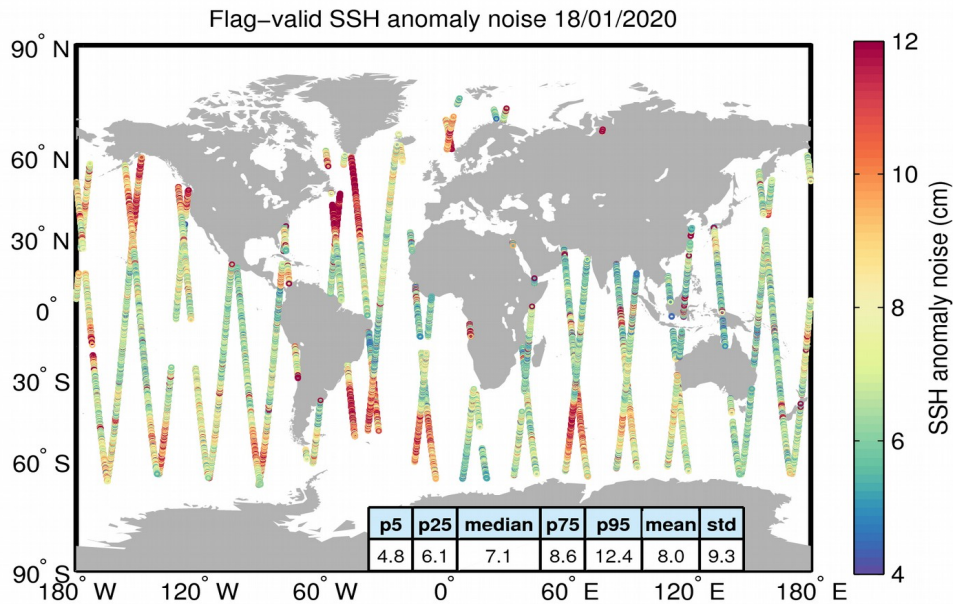 Flag−valid SSH anomaly noise 18/01/2020
90° N
60° N
30° N
0°
30° S
60° S
90° S
180° W
120° W
60° W
0°
60° E
120° E
180° E
p5 p25 median p75 p95 mean std
4.8 6.1 7.1 8.6 12.4 8.0 9.3
12
10
8
6
4
SSH anomaly noise (cm)